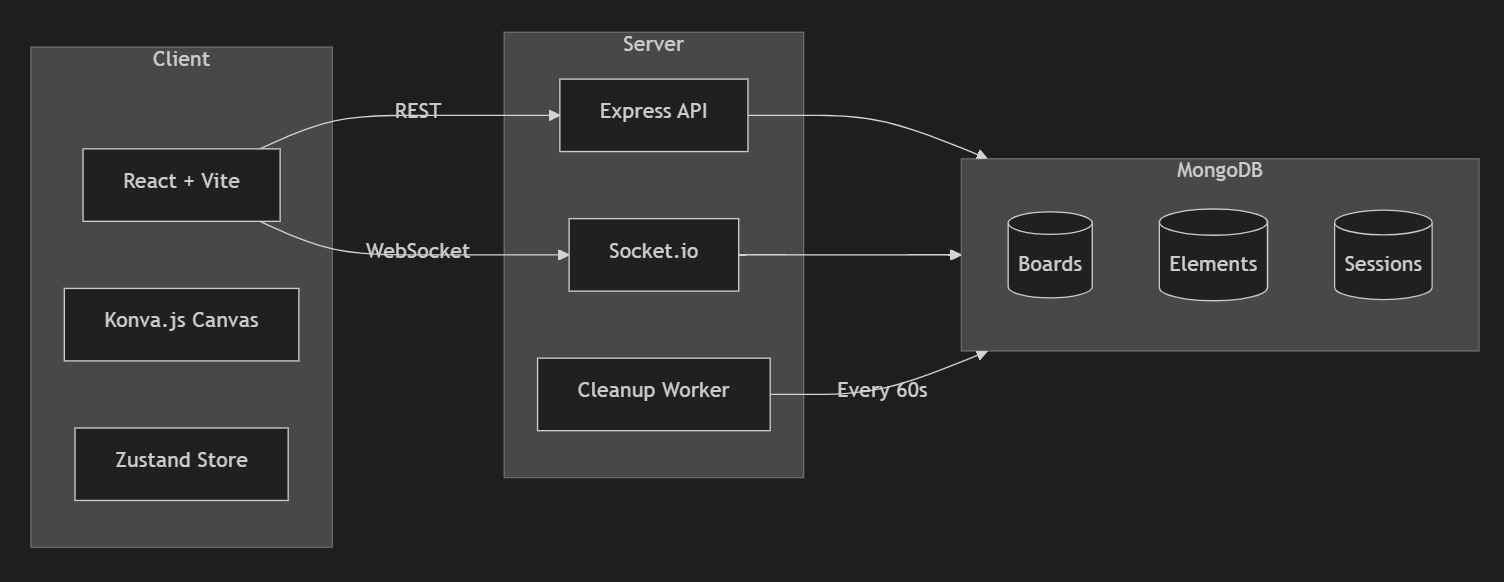 Client
React + Vite
Konva.js Canvas
Zustand Store
REST
WebSocket
Server
Express API
Socket.io
Cleanup Worker
Every 60s
MongoDB
Boards
Elements
Sessions